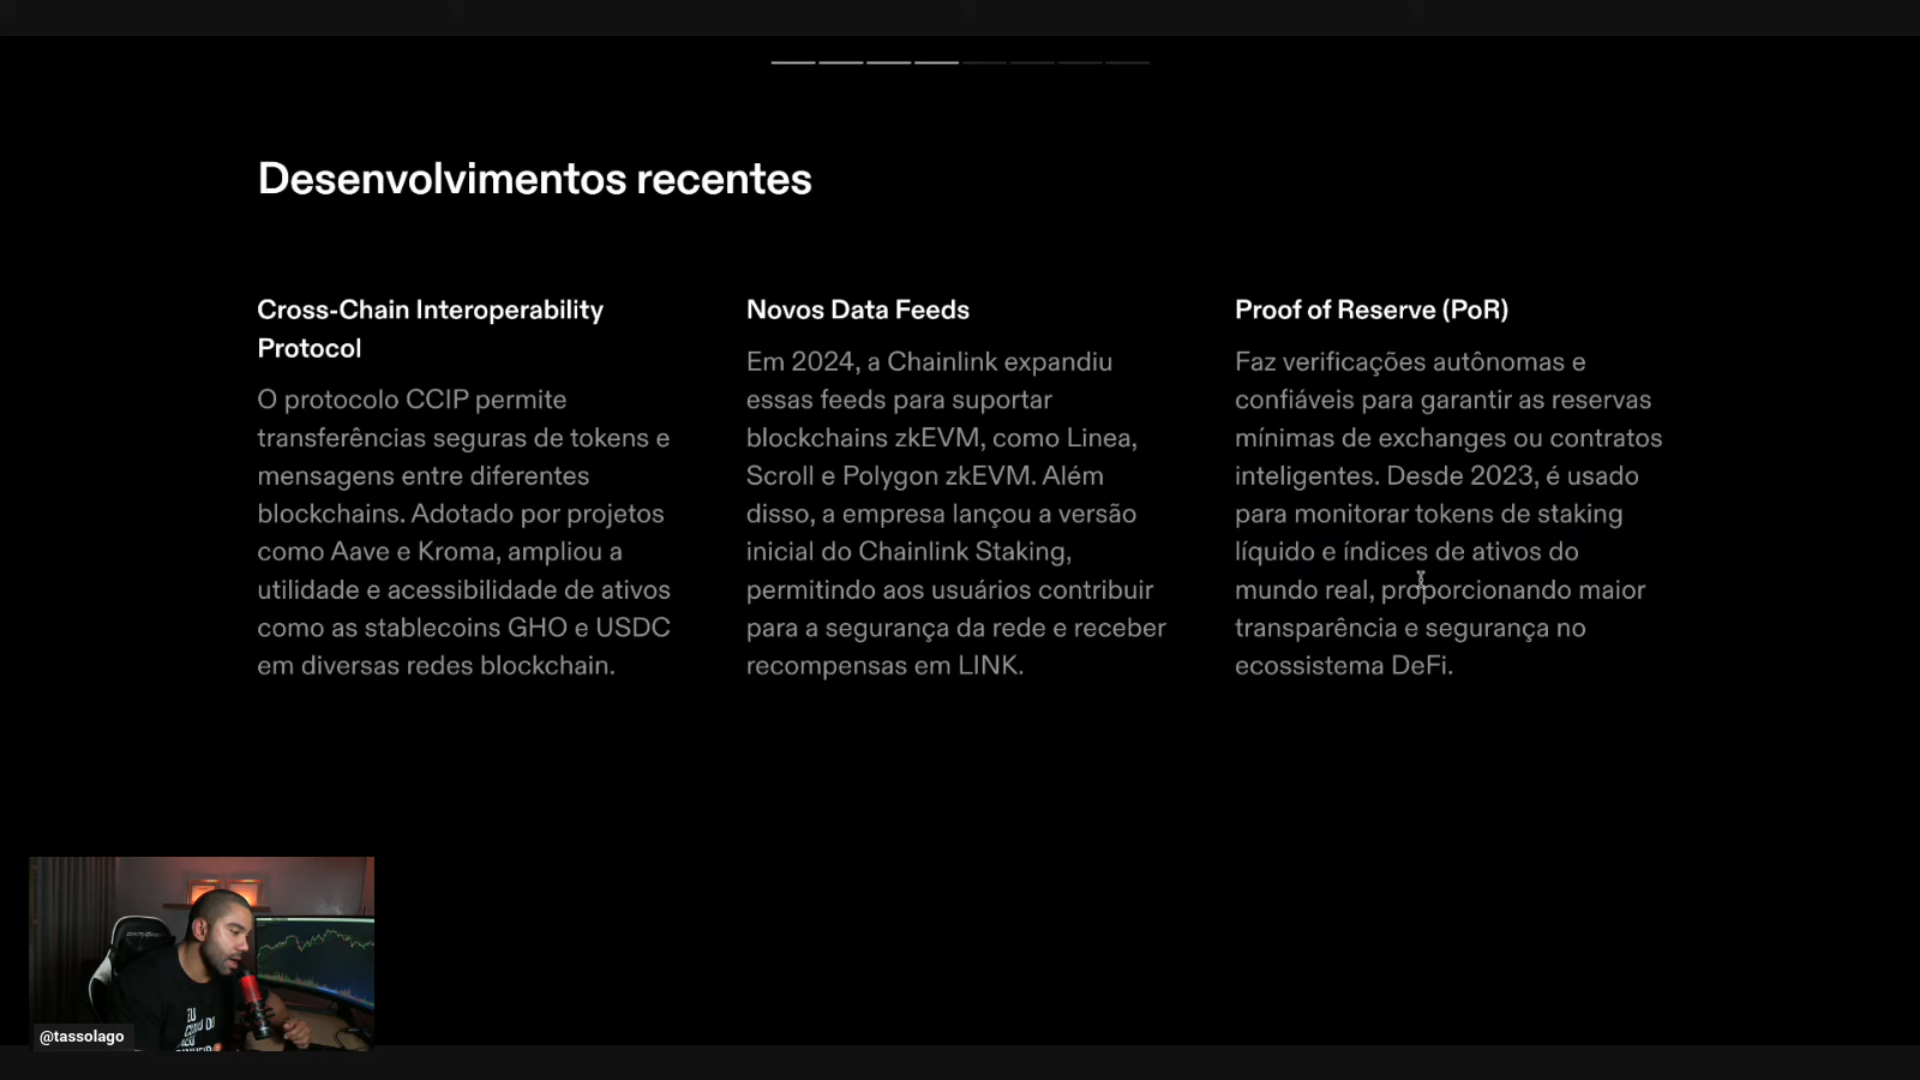 Desenvolvimentos recentes
Cross-Chain Interoperability
Protocol
O protocolo CCIP permite
transferências seguras de tokens e
mensagens entre diferentes
blockchains. Adotado por projetos
como Aave e Kroma, ampliou a
utilidade e acessibilidade de ativos
como as stablecoins GHO e USDC
em diversas redes blockchain.
Novos Data Feeds
Em 2024, a Chainlink expandiu
essas feeds para suportar
blockchains zkEVM, como Linea,
Scroll e Polygon zkEVM. Além
disso, a empresa lançou a versão
inicial do Chainlink Staking,
permitindo aos usuários contribuir
para a segurança da rede e receber
recompensas em LINK.
Proof of Reserve (PoR)
Faz verificações autônomas e
confiáveis para garantir as reservas
mínimas de exchanges ou contratos
inteligentes. Desde 2023, é usado
para monitorar tokens de staking
líquido e índices de ativos do
mundo real, proporcionando maior
transparência e segurança no
ecossistema DeFi.
EU
@tassolago